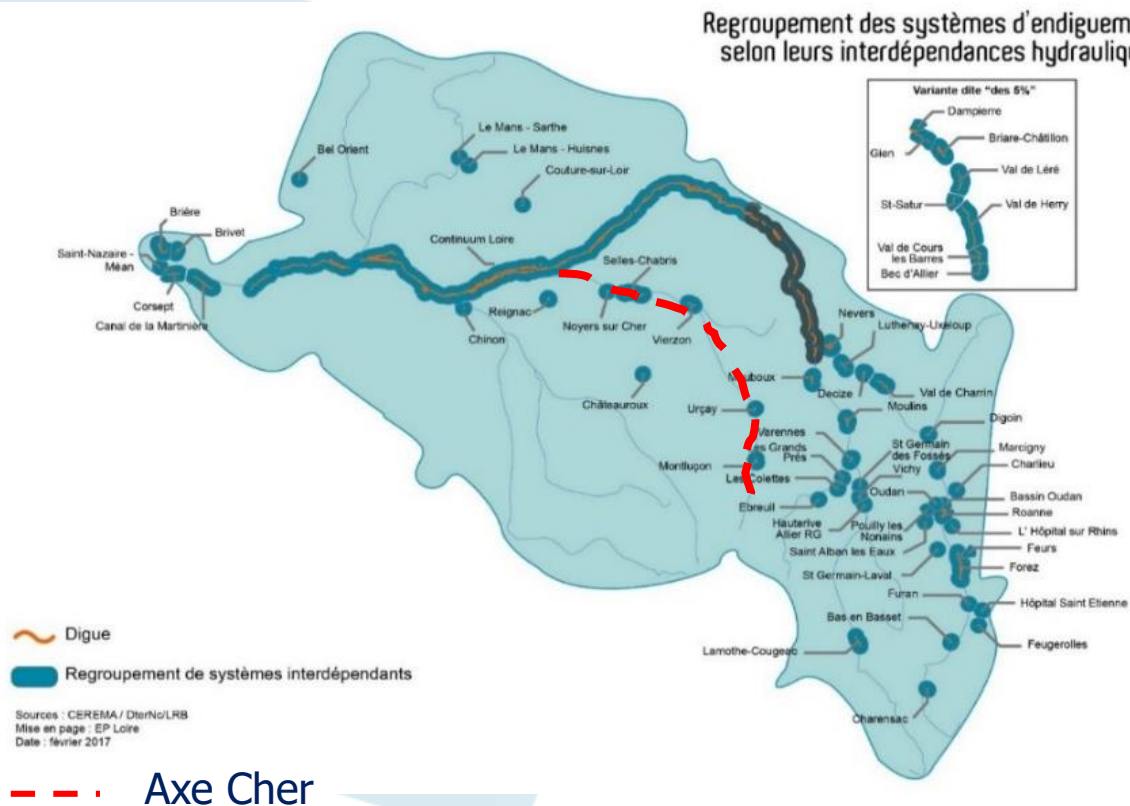 Regroupement des systèmes d'endiguem
selon leurs interdépendances hydrauliqu
Variante dite "des 5%"
Dampierre
Gien
Briare-Châtillon
Val de Léré
St-Satur
Val de Herry
Val de Cours
les Barres
Bec d'Allier
Le Mans - Sarthe
Bel Orient
Le Mans - Huisnes
Couture-sur-Loir
Brière
Brivet
Saint-Nazaire -
Méan
Corsept
Canal de la Martinière
Continuum Loire
Selles-Chabris
Reignac
Noyers sur Cher
Chinon
Vierzon
Nevers
Luthenay-Uxeloup
Mouboux
Decize
Val de Charrin
Châteauroux
Urçay
Moulins
Digoin
Varennes
Les Grands
Prés
St Germain
des Fossés
Marcigny
Montluçon
Vichy
Charlieu
Les Colettes
Oudan
Bassin Oudan
Ebreuil
Roanne
Hauterive
Allier RG
Pouilly les
Nonains
L' Hôpital sur Rhins
Saint Alban les Eaux
Feurs
St Germain-Laval
Forez
Furan
Hôpital Saint Etienne
Bas en Basset
Feugerolles
Lamothe-Cougeac
Charensac
Digue
Regroupement de systèmes interdépendants
Sources : CEREMA / DterNc/LRB
Mise en page : EP Loire
Date : février 2017
Axe Cher